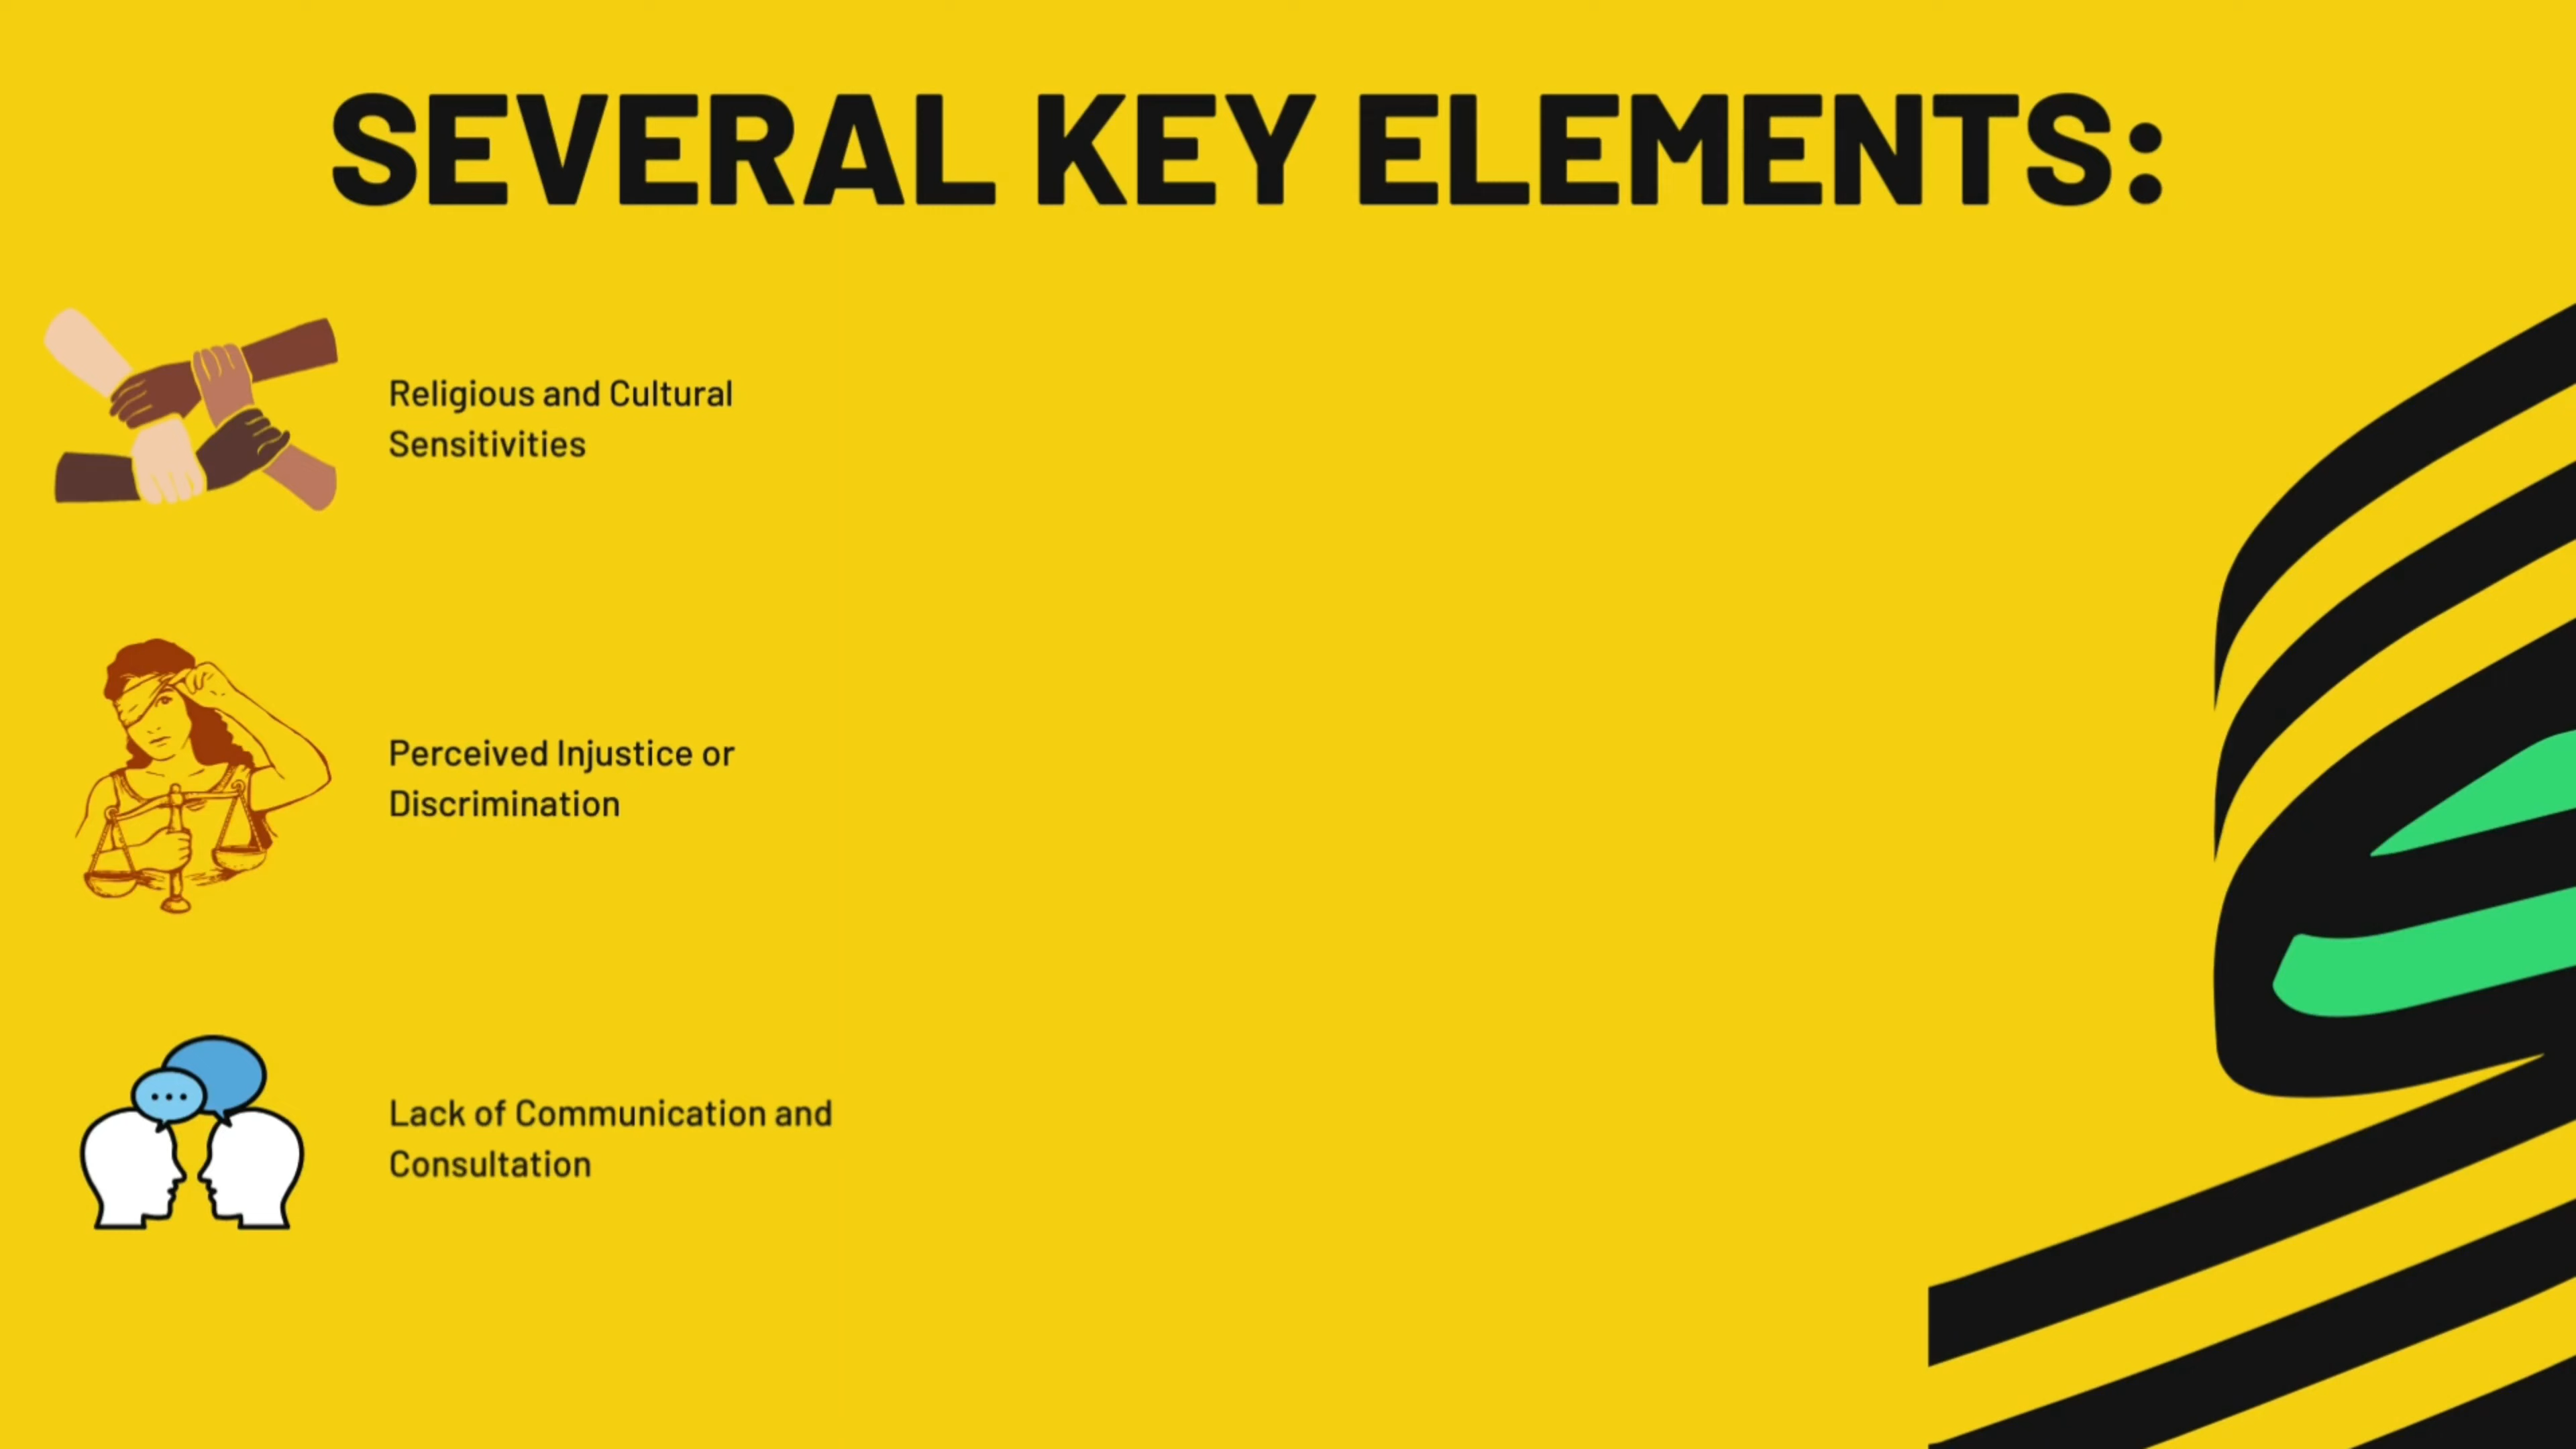 SEVERAL KEY ELEMENTS:
Religious and Cultural
Sensitivities
Perceived Injustice or
Discrimination
Lack of Communication and
Consultation